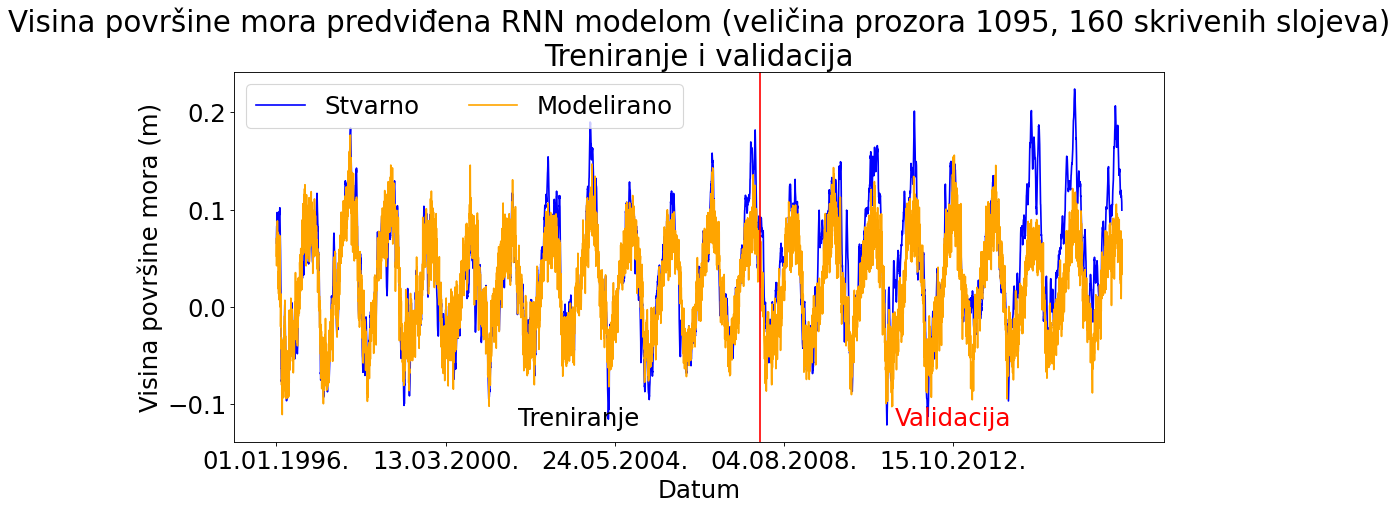 Visina površine mora predviđena RNN modelom (veličina prozora 1095, 160 skrivenih slojeva)
Treniranje i validacija
Stvarno Modelirano
Visina površine mora (m)
0.2
0.1
0.0
−0.1
Treniranje Validacija
01.01.1996. 13.03.2000. 24.05.2004. 04.08.2008. 15.10.2012.
Datum